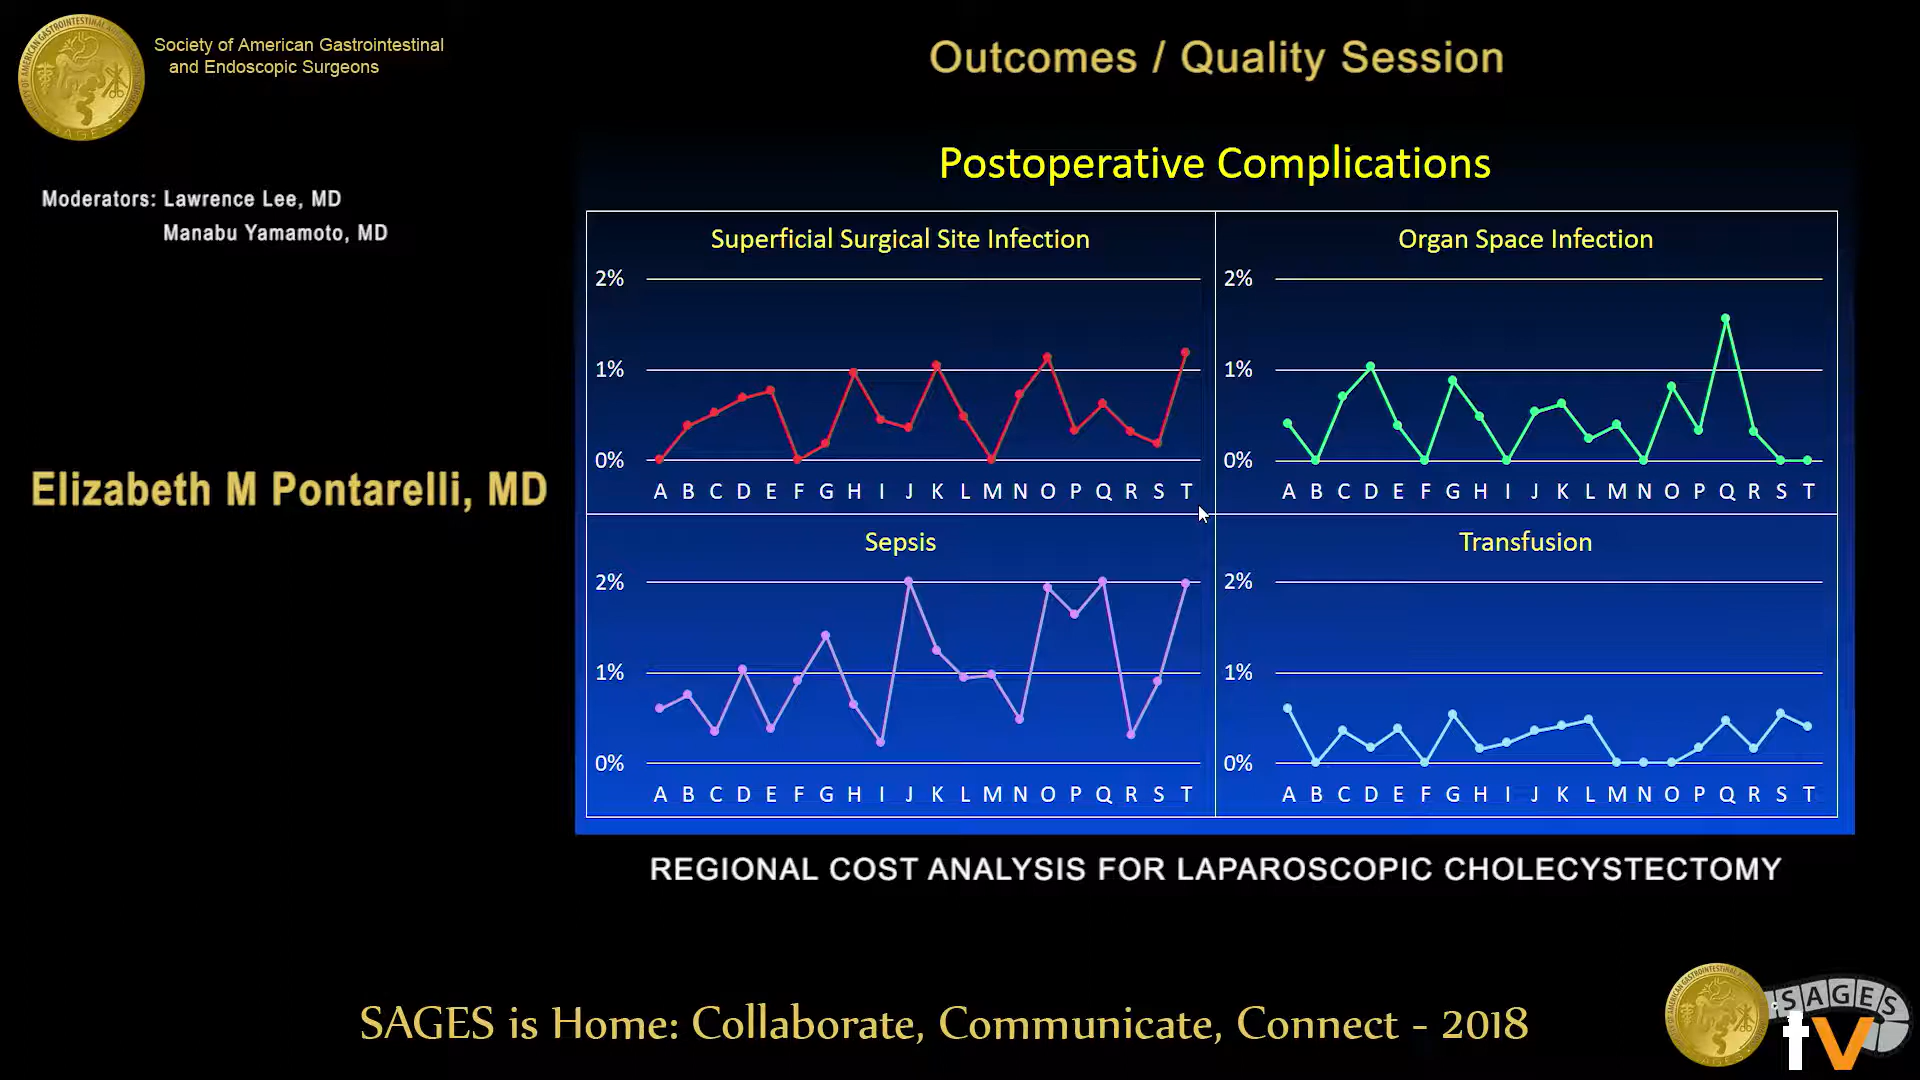 Society of American Gastrointestinal
and Endoscopic Surgeons
Outcomes / Quality Session
Moderators: Lawrence Lee, MD
Manabu Yamamoto, MD
Elizabeth M Pontarelli, MD
Postoperative Complications
Superficial Surgical Site Infection
2%
1%
0%
A B C D E F G H I J K L M N O P Q R S T
Organ Space Infection
2%
1%
0%
A B C D E F G H I J K L M N O P Q R S T
Sepsis
2%
1%
0%
A B C D E F G H I J K L M N O P Q R S T
Transfusion
2%
1%
0%
A B C D E F G H I J K L M N O P Q R S T
REGIONAL COST ANALYSIS FOR LAPAROSCOPIC CHOLECYSTECTOMY
SAGES is Home: Collaborate, Communicate, Connect - 2018
SAGES
tv